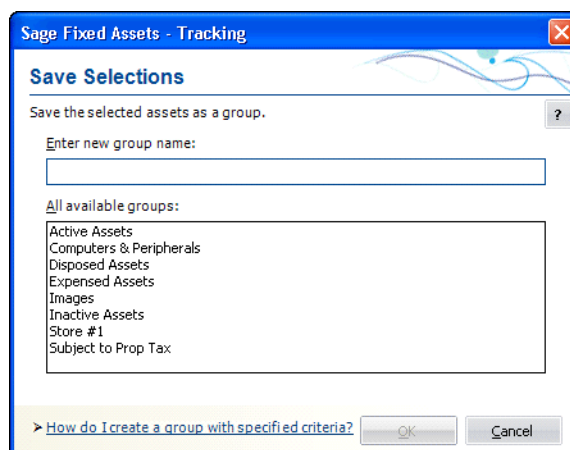 Sage Fixed Assets - Tracking
Save Selections
Save the selected assets as a group.
?
Enter new group name:
All available groups:
Active Assets
Computers & Peripherals
Disposed Assets
Expensed Assets
Images
Inactive Assets
Store #1
Subject to Prop Tax
How do I create a group with specified criteria?
OK
Cancel